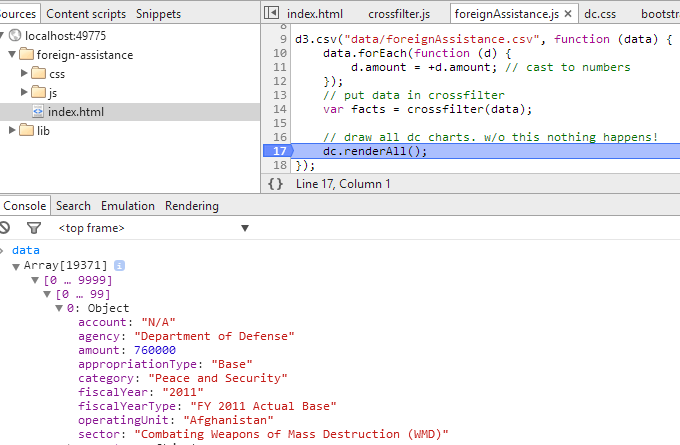 Sources Content scripts Snippets
localhost:49775
foreign-assistance
css
js
index.html
lib
index.html crossfilter.js foreignAssistance.js × dc.css bootstr
8
9 d3.csv("data/foreignAssistance.csv", function (data) {
10 data.forEach(function (d) {
11 d.amount = +d.amount; // cast to numbers
12 });
13 // put data in crossfilter
14 var facts = crossfilter(data);
15
16 // draw all dc charts. w/o this nothing happens!
17 dc.renderAll();
18 });
{} Line 17, Column 1
Console Search Emulation Rendering
<top frame> ▼
> data
▼ Array[19371] i
▼ [0 … 9999]
▼ [0 … 99]
▼ 0: Object
account: "N/A"
agency: "Department of Defense"
amount: 760000
appropriationType: "Base"
category: "Peace and Security"
fiscalYear: "2011"
fiscalYearType: "FY 2011 Actual Base"
operatingUnit: "Afghanistan"
sector: "Combating Weapons of Mass Destruction (WMD)"